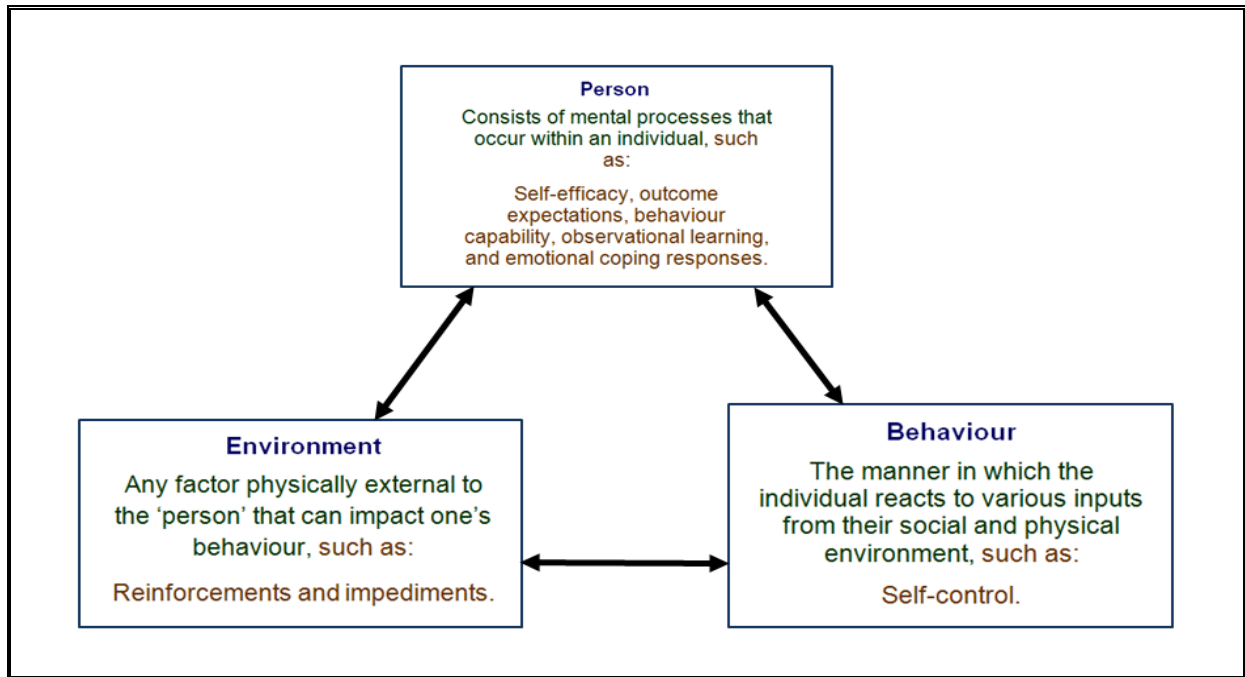 Person
Consists of mental processes that
occur within an individual, such
as:
Self-efficacy, outcome
expectations, behaviour
capability, observational learning,
and emotional coping responses.
Environment
Any factor physically external to
the ‘person’ that can impact one’s
behaviour, such as:
Reinforcements and impediments.
Behaviour
The manner in which the
individual reacts to various inputs
from their social and physical
environment, such as:
Self-control.